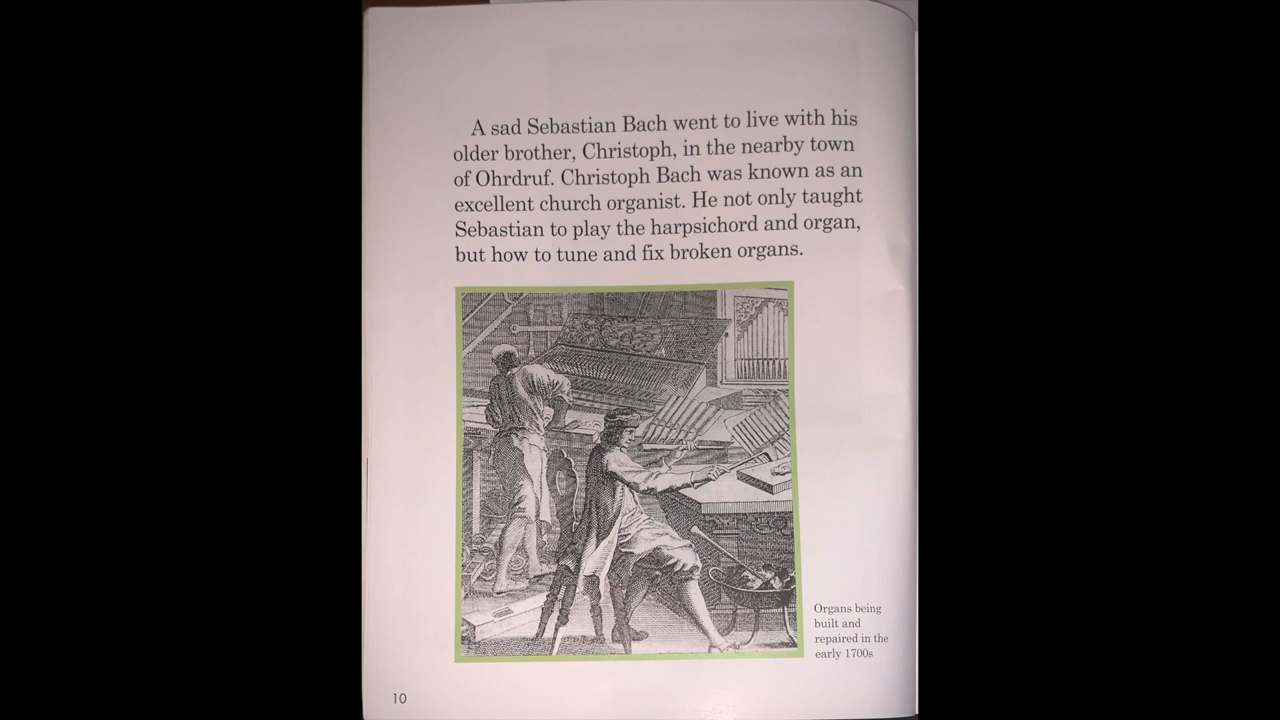 A sad Sebastian Bach went to live with his
older brother, Christoph, in the nearby town
of Ohrdruf. Christoph Bach was known as an
excellent church organist. He not only taught
Sebastian to play the harpsichord and organ,
but how to tune and fix broken organs.
Organs being
built and
repaired in the
early 1700s
10